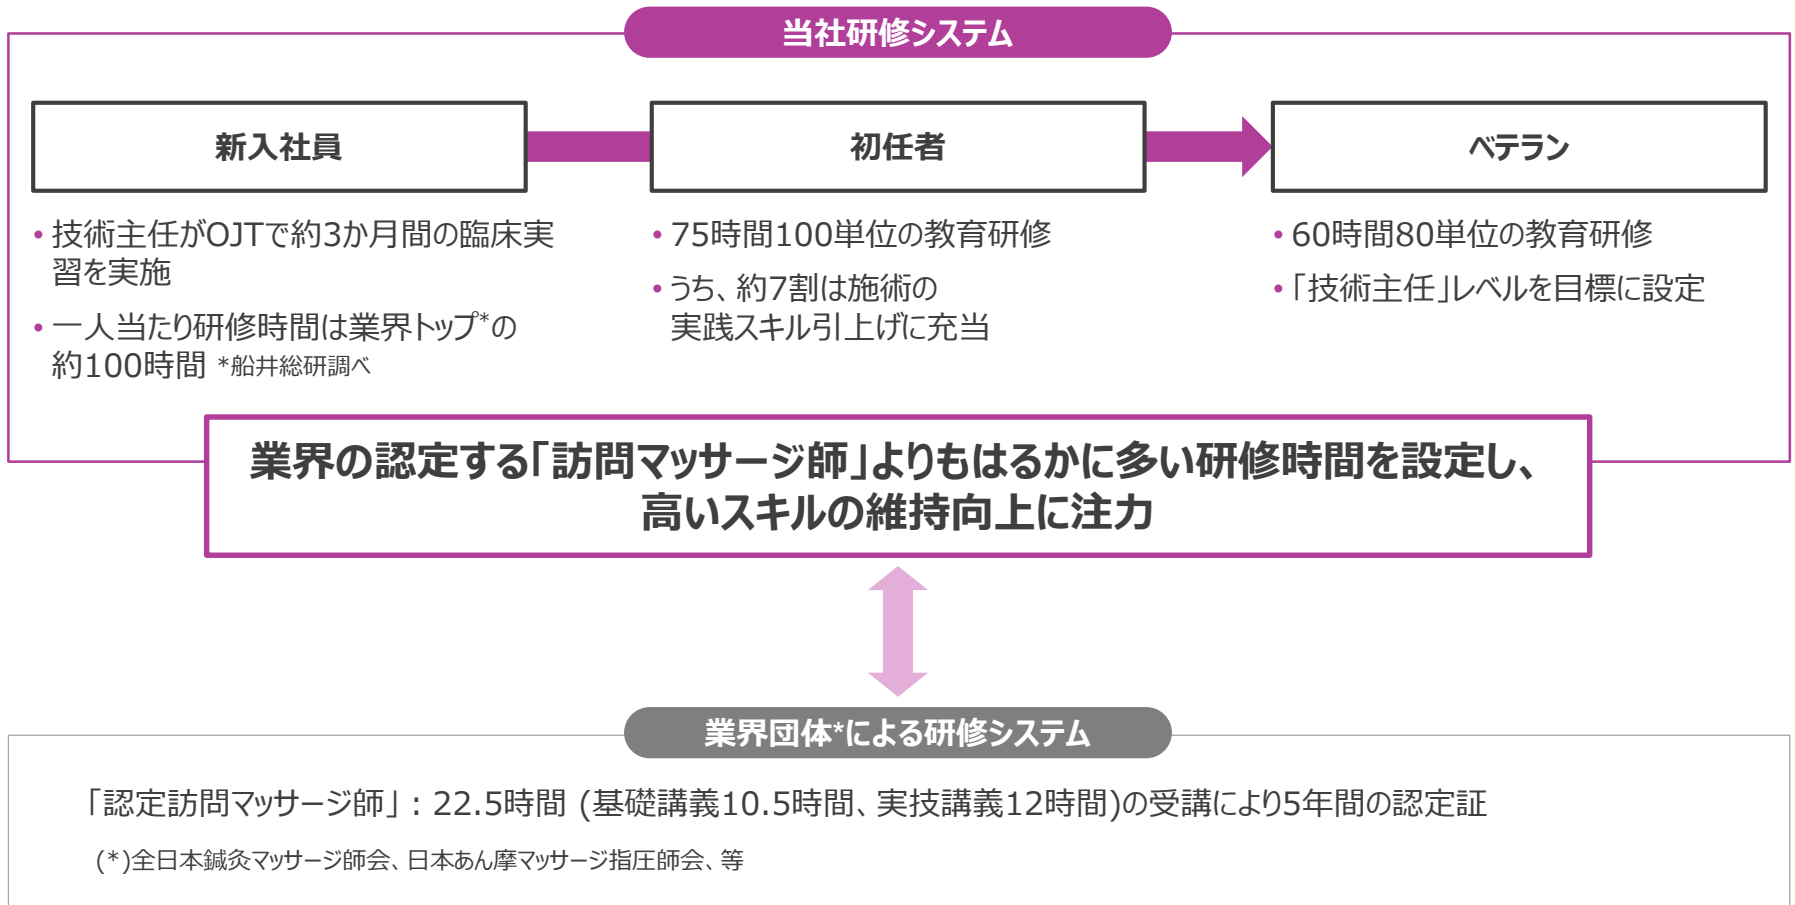 当社研修システム
新入社員
初任者
ベテラン
• 技術主任がOJTで約3か月間の臨床実
習を実施
• 一人当たり研修時間は業界トップ*の
約100時間 *船井総研調べ
• 75時間100単位の教育研修
• うち、約7割は施術の
実践スキル引上げに充当
• 60時間80単位の教育研修
• 「技術主任」レベルを目標に設定
業界の認定する「訪問マッサージ師」よりもはるかに多い研修時間を設定し、
高いスキルの維持向上に注力
業界団体*による研修システム
「認定訪問マッサージ師」：22.5時間 (基礎講義10.5時間、実技講義12時間)の受講により5年間の認定証
(*)全日本鍼灸マッサージ師会、日本あん摩マッサージ指圧師会、等